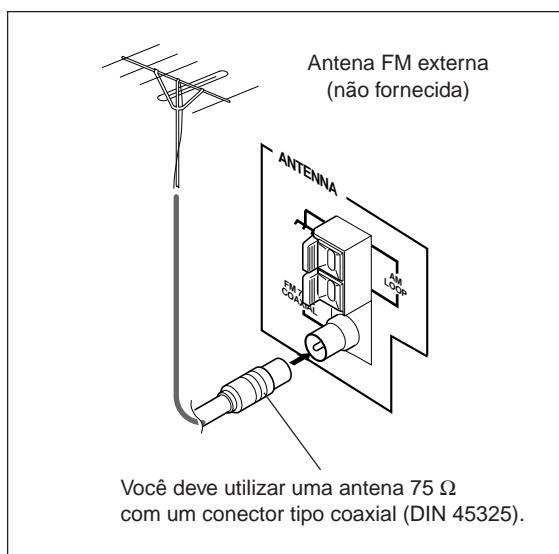 Antena FM externa
(não fornecida)
ANTENNA
AM
LOOP
FM 7
COAXIAL
Você deve utilizar uma antena 75 Ω
com um conector tipo coaxial (DIN 45325).